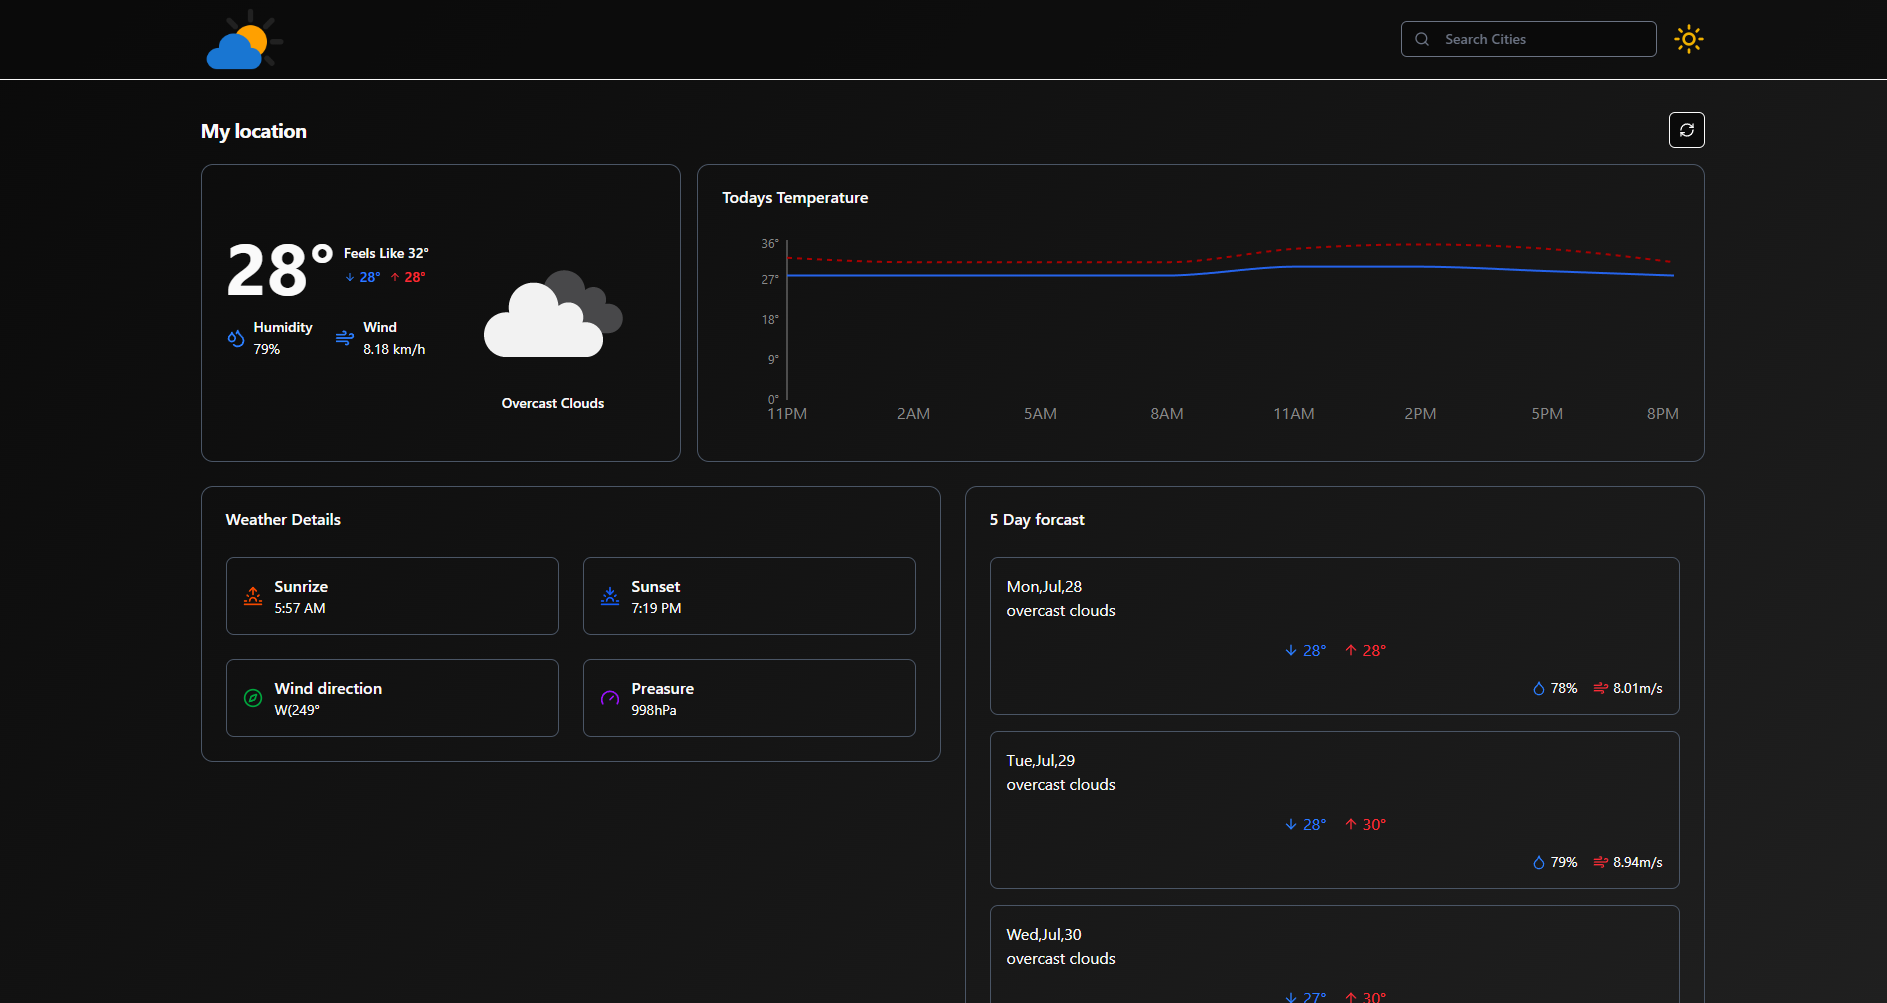 Search Cities
My location
28°
Feels Like 32°
28° 28°
Humidity
79%
Wind
8.18 km/h
Overcast Clouds
Todays Temperature
36°
27°
18°
9°
0°
11PM 2AM 5AM 8AM 11AM 2PM 5PM 8PM
Weather Details
Sunrize
5:57 AM
Sunset
7:19 PM
Wind direction
W(249°
Preasure
998hPa
5 Day forcast
Mon,Jul,28
overcast clouds
28° 28°
78% 8.01m/s
Tue,Jul,29
overcast clouds
28° 30°
79% 8.94m/s
Wed,Jul,30
overcast clouds
27° 30°